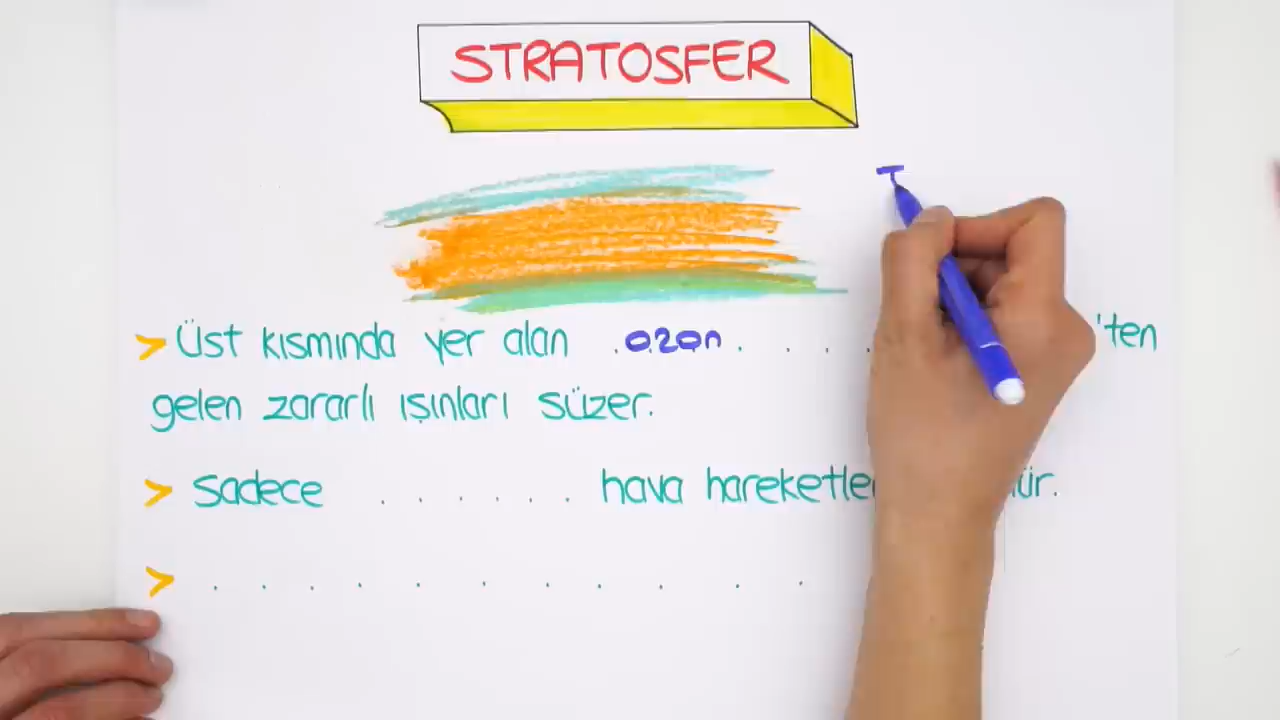 STRATOSFER
> Üst kısmında yer alan .ozon. . . . 'ten
gelen zararlı ışınları süzer.
> Sadece . . . . . . hava hareketle
> . . . . . . . . . . .